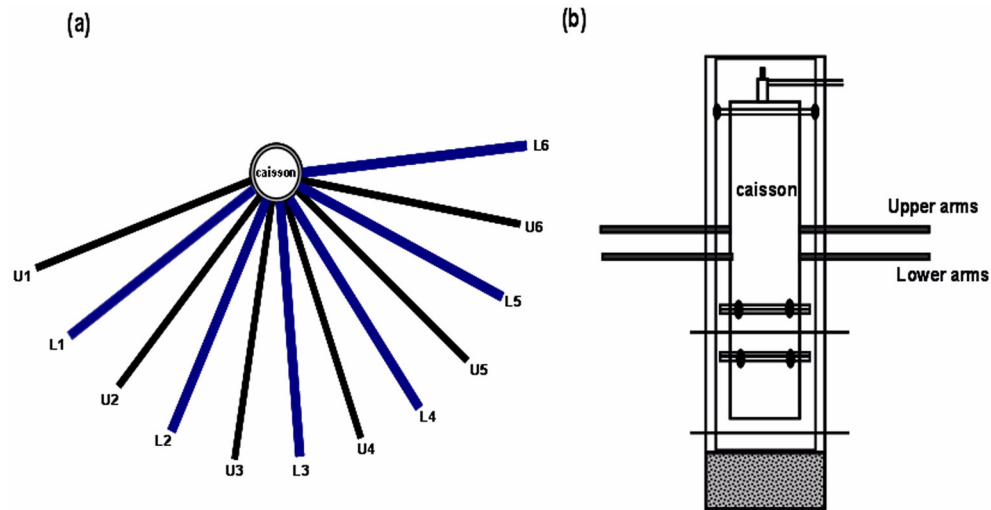 (a)
caisson
L6
U6
U1
L5
L1
U5
U2
L4
L2
U4
U3
L3
(b)
caisson
Upper arms
Lower arms